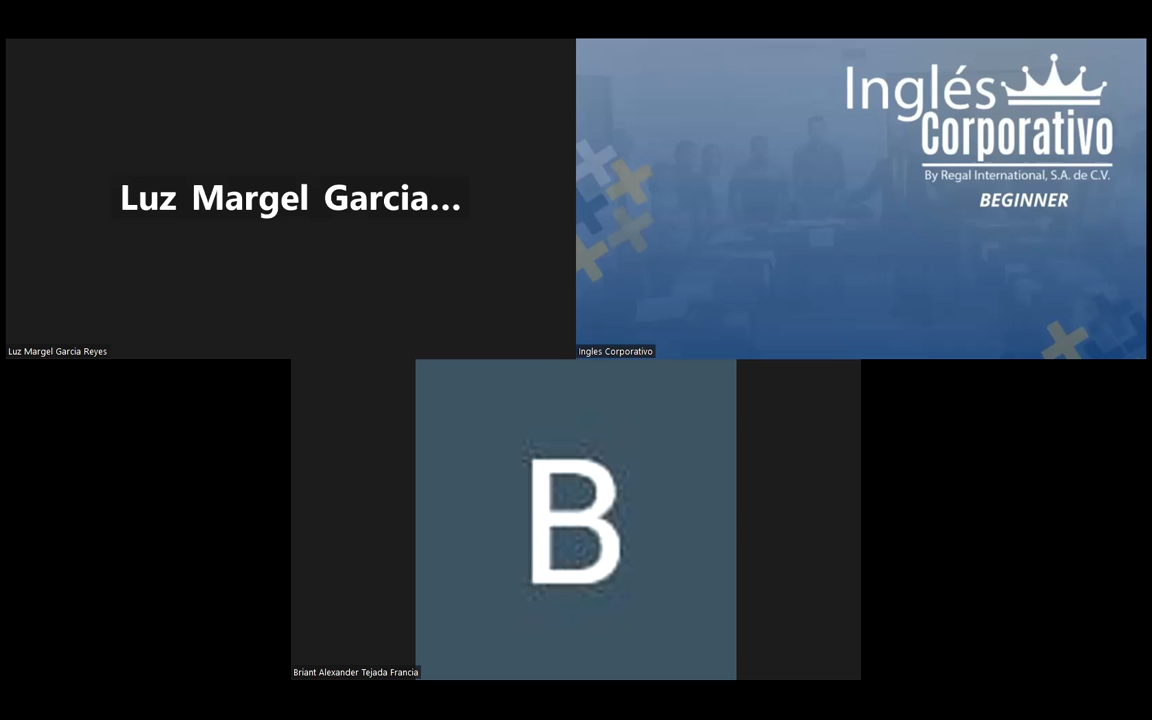 Luz Margel Garcia...
Luz Margel Garcia Reyes
Inglés
Corporativo
By Regal International, S.A. de C.V.
BEGINNER
Ingles Corporativo
B
Briant Alexander Tejada Francia